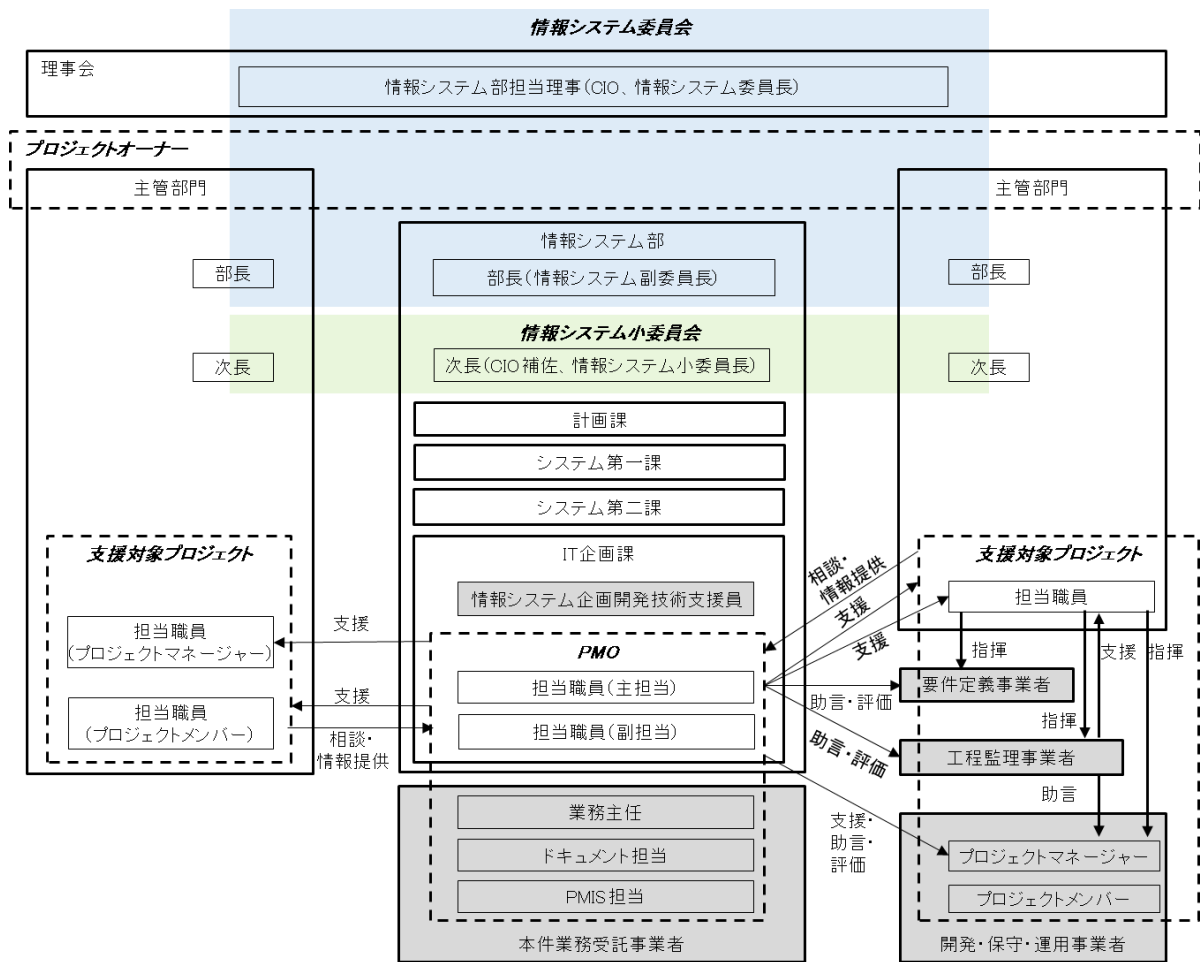 情報システム委員会
理事会
情報システム部担当理事(CIO、情報システム委員長)
プロジェクトオーナー
主管部門
部長
次長
支援対象プロジェクト
担当職員
(プロジェクトマネージャー)
担当職員
(プロジェクトメンバー)
支援
支援
相談・
情報提供
情報システム部
部長(情報システム副委員長)
情報システム小委員会
次長(CIO補佐、情報システム小委員長)
計画課
システム第一課
システム第二課
IT企画課
情報システム企画開発技術支援員
PMO
担当職員(主担当)
担当職員(副担当)
業務主任
ドキュメント担当
PMIS担当
本件業務受託事業者
相談・
情報提供
支援
支援
助言・評価
助言・評価
支援・
助言・
評価
主管部門
部長
次長
支援対象プロジェクト
担当職員
指揮
支援
指揮
要件定義事業者
指揮
工程監理事業者
助言
プロジェクトマネージャー
プロジェクトメンバー
開発・保守・運用事業者